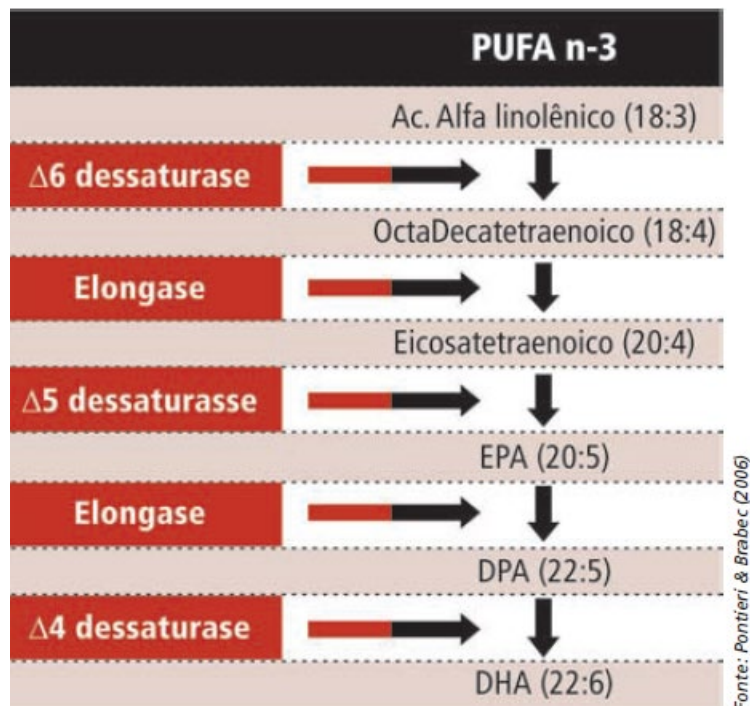 PUFA n-3
Ac. Alfa linolênico (18:3)
Δ6 dessaturase
OctaDecatetraenoico (18:4)
Elongase
Eicosatetraenoico (20:4)
Δ5 dessaturasse
EPA (20:5)
Elongase
DPA (22:5)
Δ4 dessaturase
DHA (22:6)
Fonte: Pontieri & Brabec (2006)